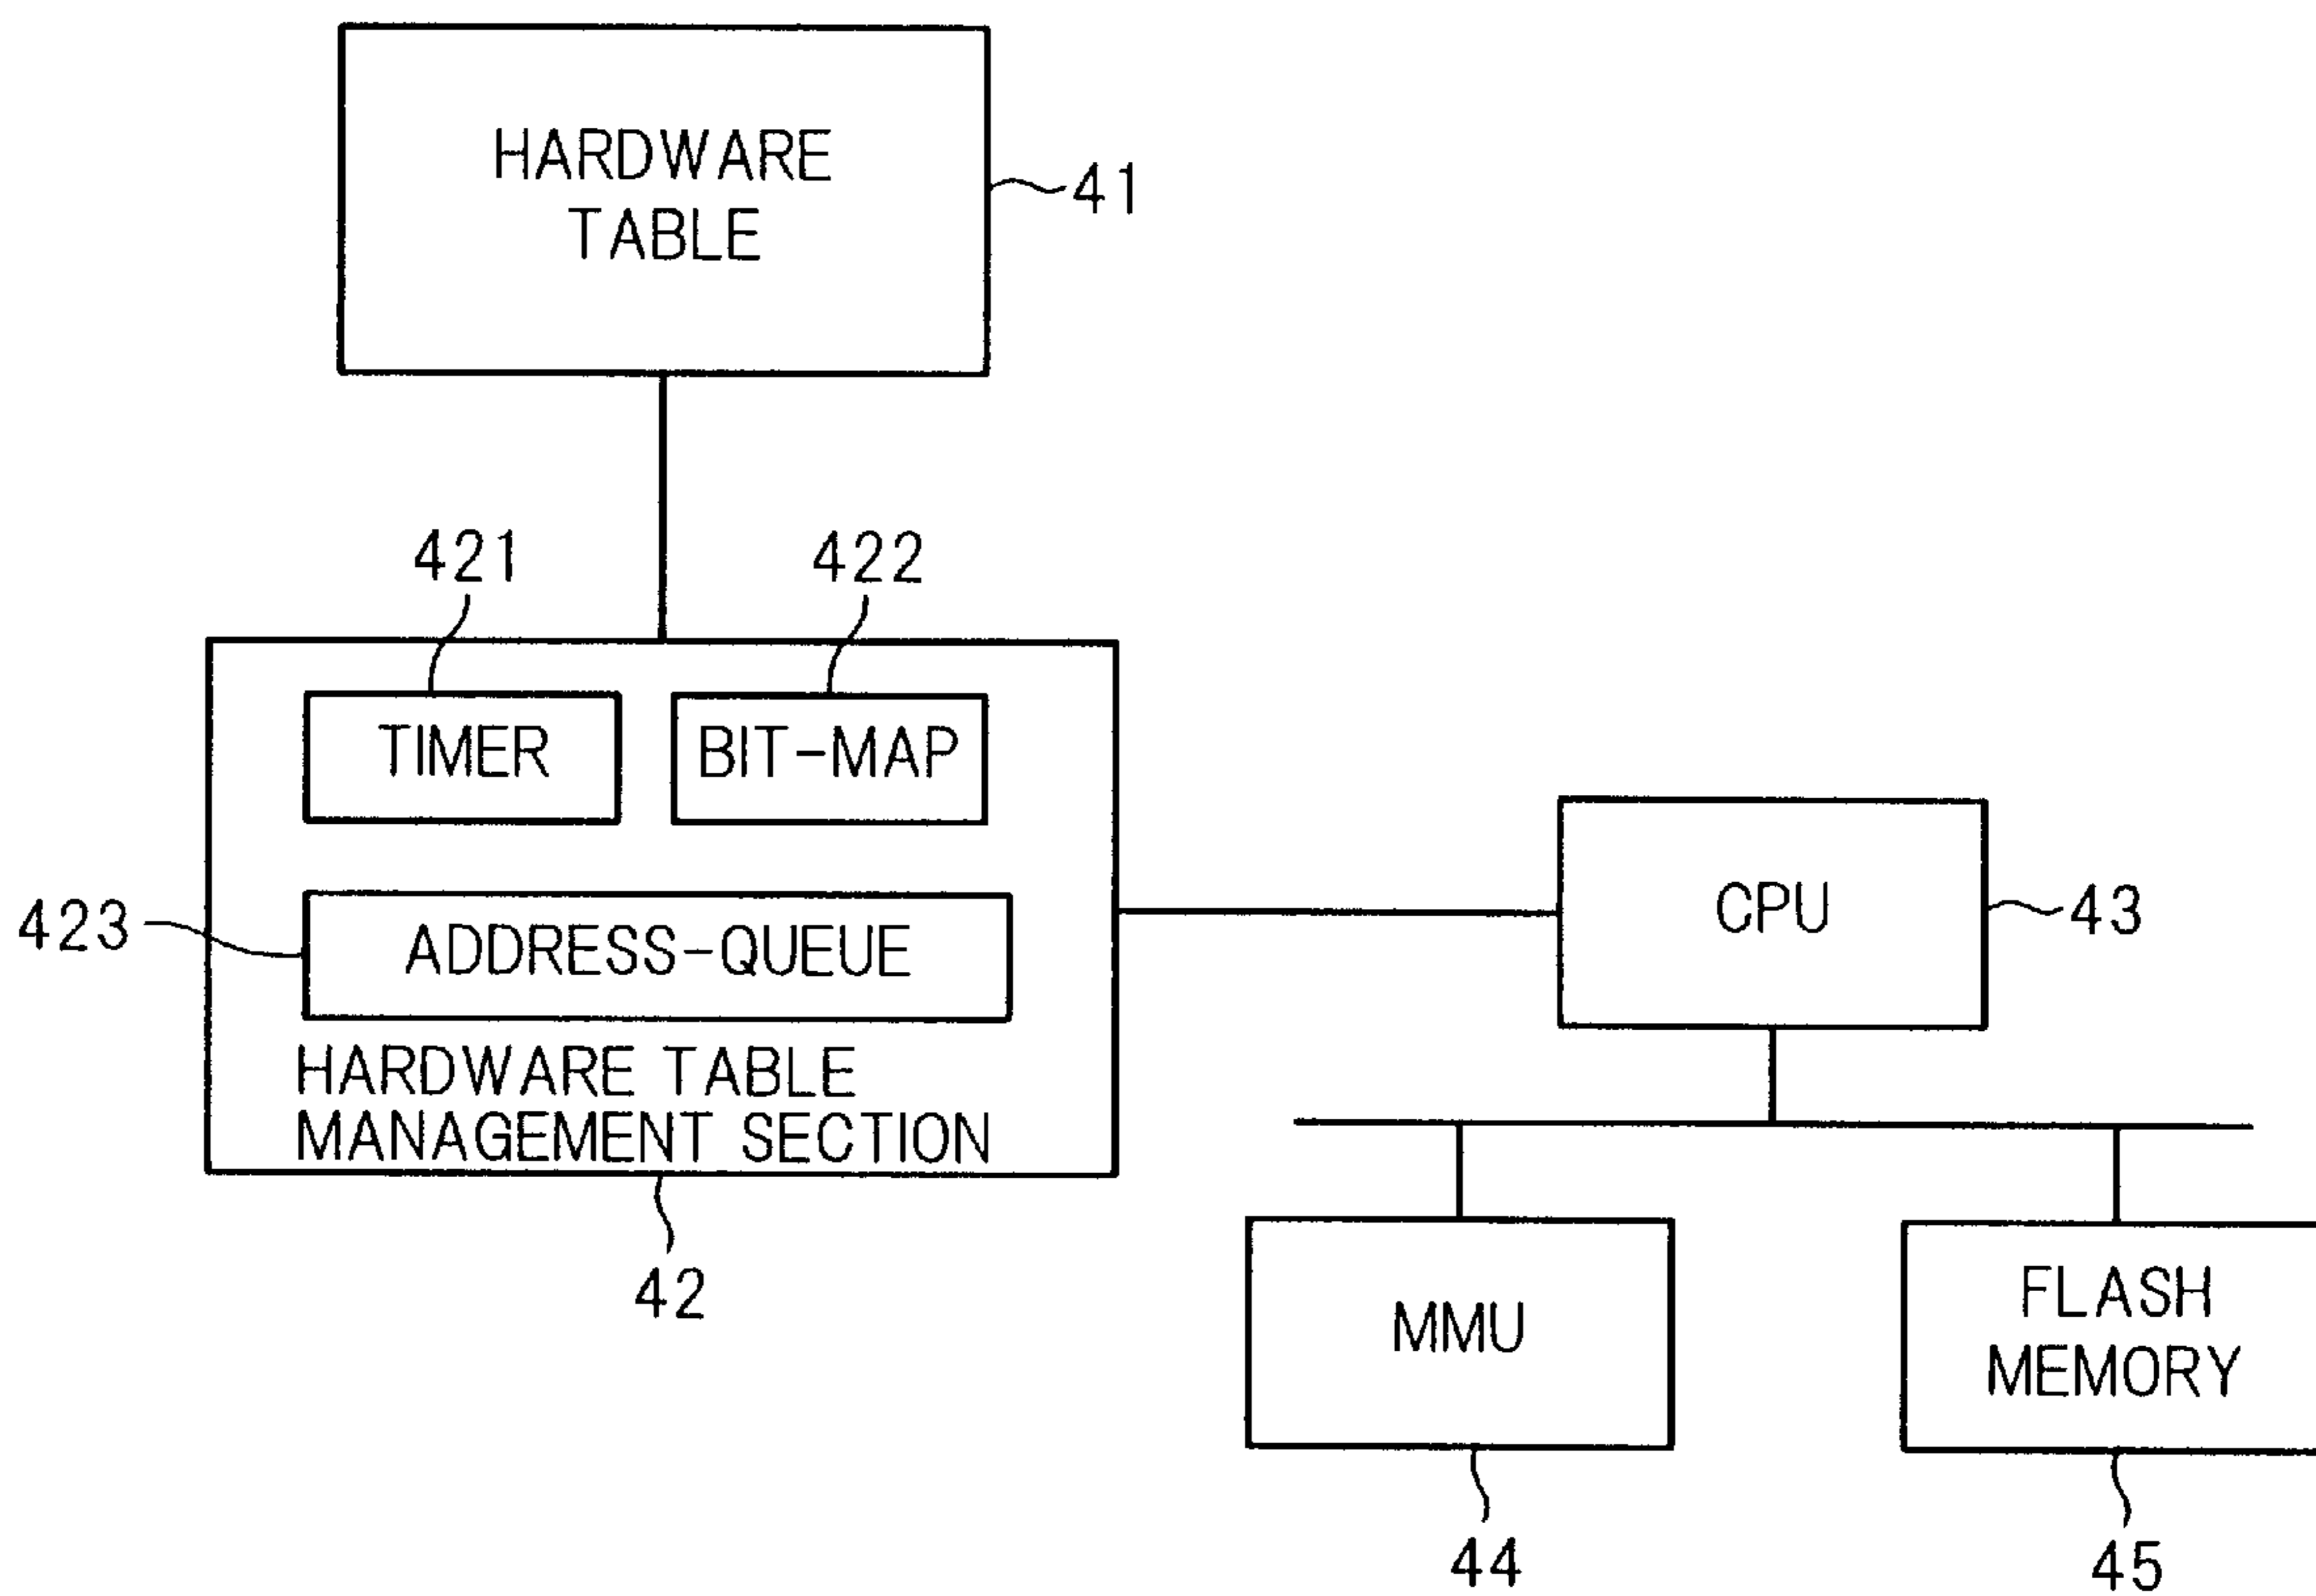 HARDWARE
TABLE
41
421
422
TIMER
BIT-MAP
423
ADDRESS-QUEUE
HARDWARE TABLE
MANAGEMENT SECTION
42
CPU
43
MMU
44
FLASH
MEMORY
45